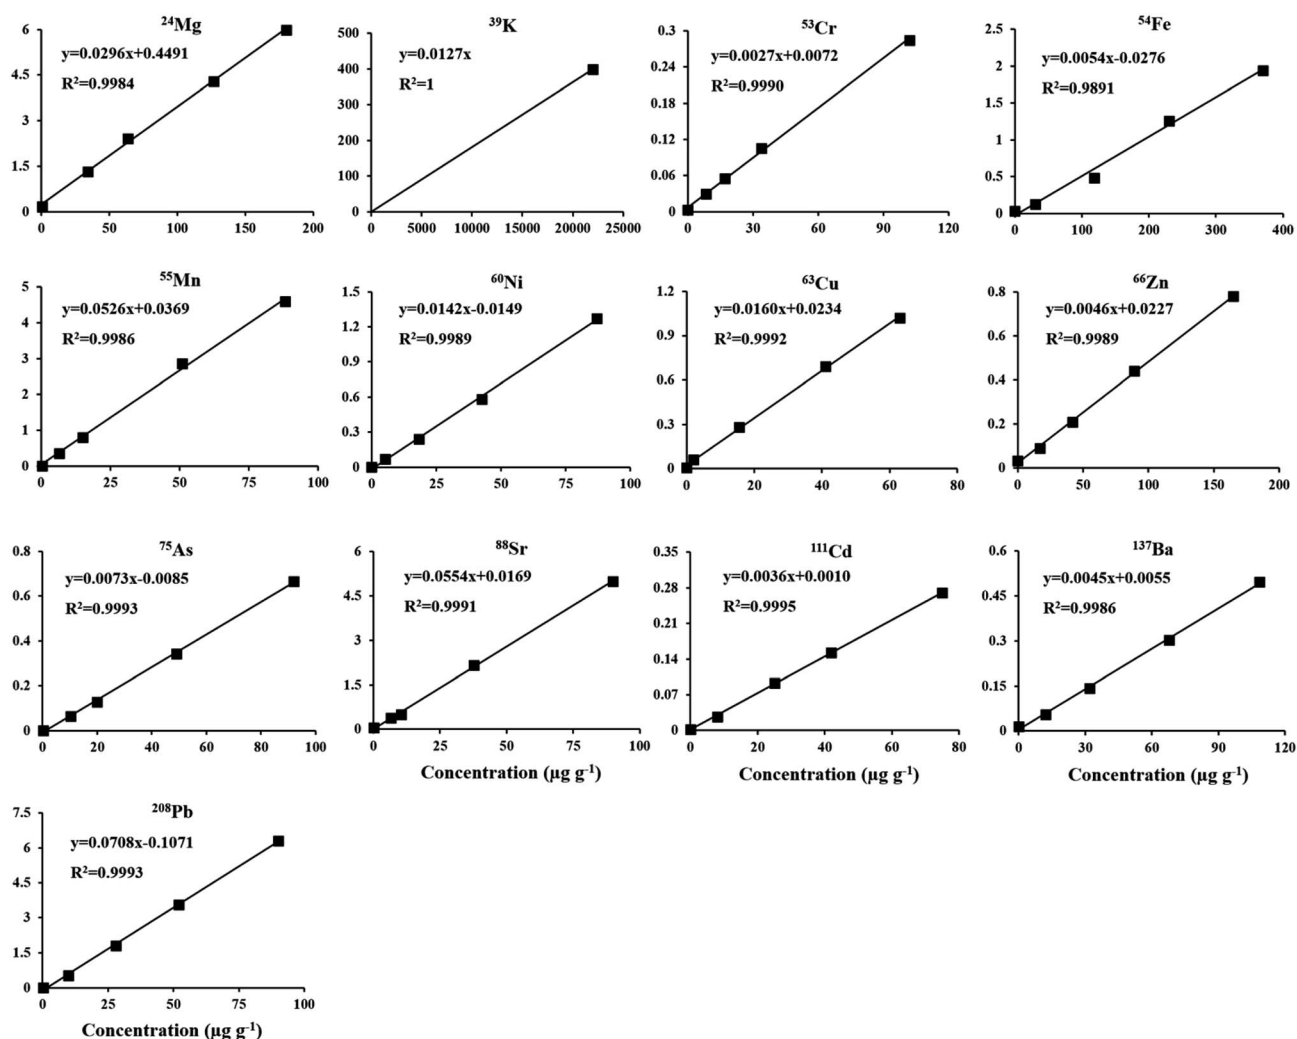 ²⁴Mg
y=0.0296x+0.4491
R²=0.9984
6
4.5
3
1.5
0
0 50 100 150 200
³⁹K
y=0.0127x
R²=1
500
400
300
200
100
0
0 5000 10000 15000 20000 25000
⁵³Cr
y=0.0027x+0.0072
R²=0.9990
0.3
0.24
0.18
0.12
0.06
0
0 30 60 90 120
⁵⁴Fe
y=0.0054x-0.0276
R²=0.9891
2.5
2
1.5
1
0.5
0
0 100 200 300 400
⁵⁵Mn
y=0.0526x+0.0369
R²=0.9986
5
4
3
2
1
0
0 25 50 75 100
⁶⁰Ni
y=0.0142x-0.0149
R²=0.9989
1.5
1.2
0.9
0.6
0.3
0
0 25 50 75 100
⁶³Cu
y=0.0160x+0.0234
R²=0.9992
1.2
0.9
0.6
0.3
0
0 20 40 60 80
⁶⁶Zn
y=0.0046x+0.0227
R²=0.9989
0.8
0.6
0.4
0.2
0
0 50 100 150 200
⁷⁵As
y=0.0073x-0.0085
R²=0.9993
0.8
0.6
0.4
0.2
0
0 20 40 60 80 100
⁸⁸Sr
y=0.0554x+0.0169
R²=0.9991
6
4.5
3
1.5
0
0 25 50 75 100
Concentration (µg g⁻¹)
¹¹¹Cd
y=0.0036x+0.0010
R²=0.9995
0.35
0.28
0.21
0.14
0.07
0
0 20 40 60 80
Concentration (µg g⁻¹)
¹³⁷Ba
y=0.0045x+0.0055
R²=0.9986
0.6
0.45
0.3
0.15
0
0 30 60 90 120
Concentration (µg g⁻¹)
²⁰⁸Pb
y=0.0708x-0.1071
R²=0.9993
7.5
6
4.5
3
1.5
0
0 25 50 75 100
Concentration (µg g⁻¹)